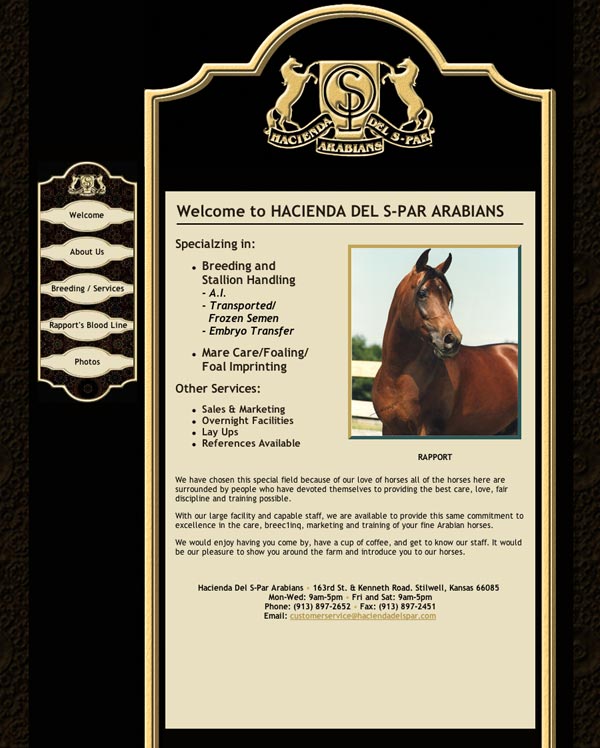 SP
HACIENDA DEL S-PAR
ARABIANS
Welcome
About Us
Breeding / Services
Rapport's Blood Line
Photos
Welcome to HACIENDA DEL S-PAR ARABIANS
Specialzing in:
• Breeding and
Stallion Handling
- A.I.
- Transported/
Frozen Semen
- Embryo Transfer
• Mare Care/Foaling/
Foal Imprinting
Other Services:
• Sales & Marketing
• Overnight Facilities
• Lay Ups
• References Available
RAPPORT
We have chosen this special field because of our love of horses all of the horses here are
surrounded by people who have devoted themselves to providing the best care, love, fair
discipline and training possible.
With our large facility and capable staff, we are available to provide this same commitment to
excellence in the care, breec1inq, marketing and training of your fine Arabian horses.
We would enjoy having you come by, have a cup of coffee, and get to know our staff. It would
be our pleasure to show you around the farm and introduce you to our horses.
Hacienda Del S-Par Arabians • 163rd St. & Kenneth Road. Stilwell, Kansas 66085
Mon-Wed: 9am-5pm • Fri and Sat: 9am-5pm
Phone: (913) 897-2652 • Fax: (913) 897-2451
Email: customerservice@haciendadelspar.com